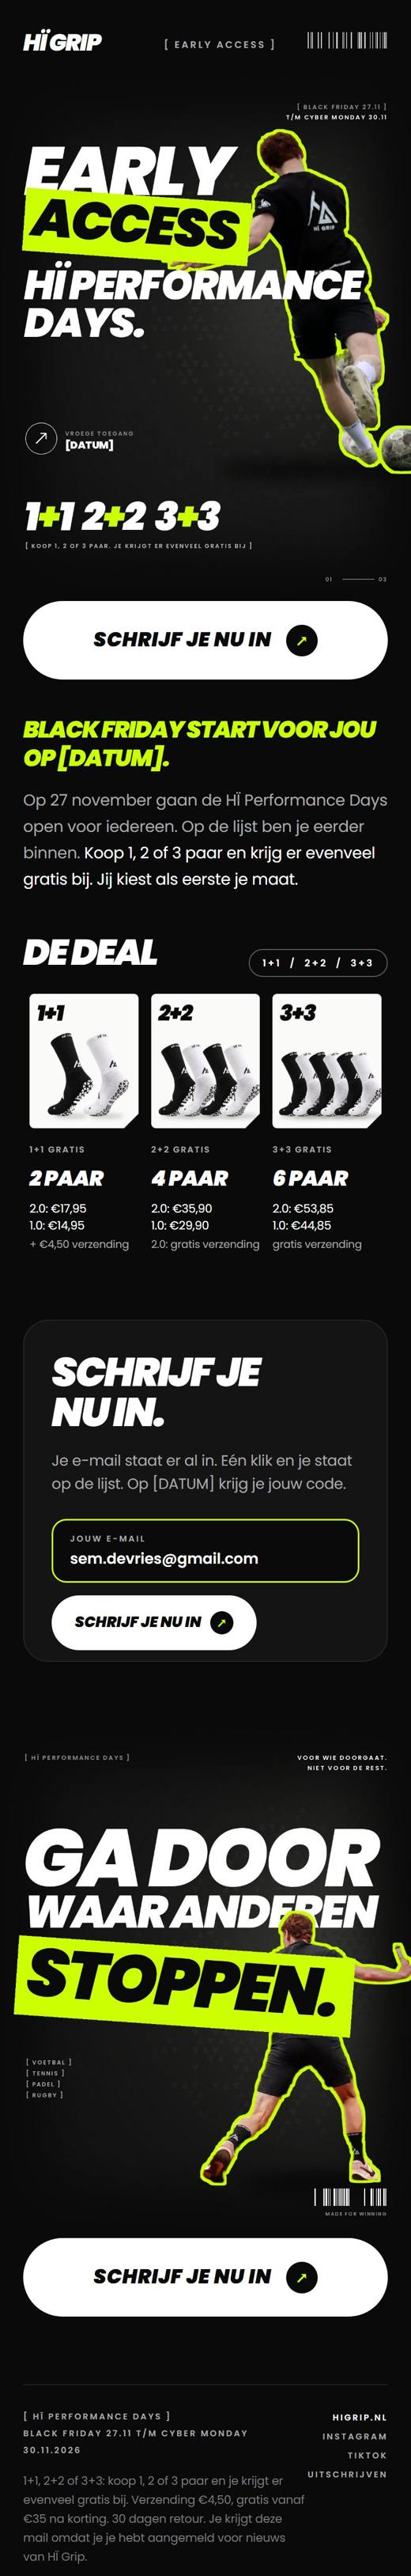 HÏ GRIP
[ EARLY ACCESS ]
[ BLACK FRIDAY 27.11 ]
T/M CYBER MONDAY 30.11
EARLY
ACCESS
HÏ PERFORMANCE
DAYS.
HÏ GRIP
VROEGE TOEGANG
[DATUM]
1+1 2+2 3+3
[ KOOP 1, 2 OF 3 PAAR. JE KRIJGT ER EVENVEEL GRATIS BIJ ]
01 03
SCHRIJF JE NU IN
BLACK FRIDAY START VOOR JOU
OP [DATUM].
Op 27 november gaan de HÏ Performance Days
open voor iedereen. Op de lijst ben je eerder
binnen. Koop 1, 2 of 3 paar en krijg er evenveel
gratis bij. Jij kiest als eerste je maat.
DE DEAL
1+1 / 2+2 / 3+3
1+1
2+2
3+3
1+1 GRATIS
2 PAAR
2.0: €17,95
1.0: €14,95
+ €4,50 verzending
2+2 GRATIS
4 PAAR
2.0: €35,90
1.0: €29,90
2.0: gratis verzending
3+3 GRATIS
6 PAAR
2.0: €53,85
1.0: €44,85
gratis verzending
SCHRIJF JE
NU IN.
Je e-mail staat er al in. Eén klik en je staat
op de lijst. Op [DATUM] krijg je jouw code.
JOUW E-MAIL
sem.devries@gmail.com
SCHRIJF JE NU IN
[ HÏ PERFORMANCE DAYS ]
VOOR WIE DOORGAAT.
NIET VOOR DE REST.
GA DOOR
WAAR ANDEREN
STOPPEN.
[ VOETBAL ]
[ TENNIS ]
[ PADEL ]
[ RUGBY ]
MADE FOR WINNING
SCHRIJF JE NU IN
[ HÏ PERFORMANCE DAYS ]
BLACK FRIDAY 27.11 T/M CYBER MONDAY
30.11.2026
HIGRIP.NL
INSTAGRAM
TIKTOK
UITSCHRIJVEN
1+1, 2+2 of 3+3: koop 1, 2 of 3 paar en je krijgt er
evenveel gratis bij. Verzending €4,50, gratis vanaf
€35 na korting. 30 dagen retour. Je krijgt deze
mail omdat je je hebt aangemeld voor nieuws
van HÏ Grip.